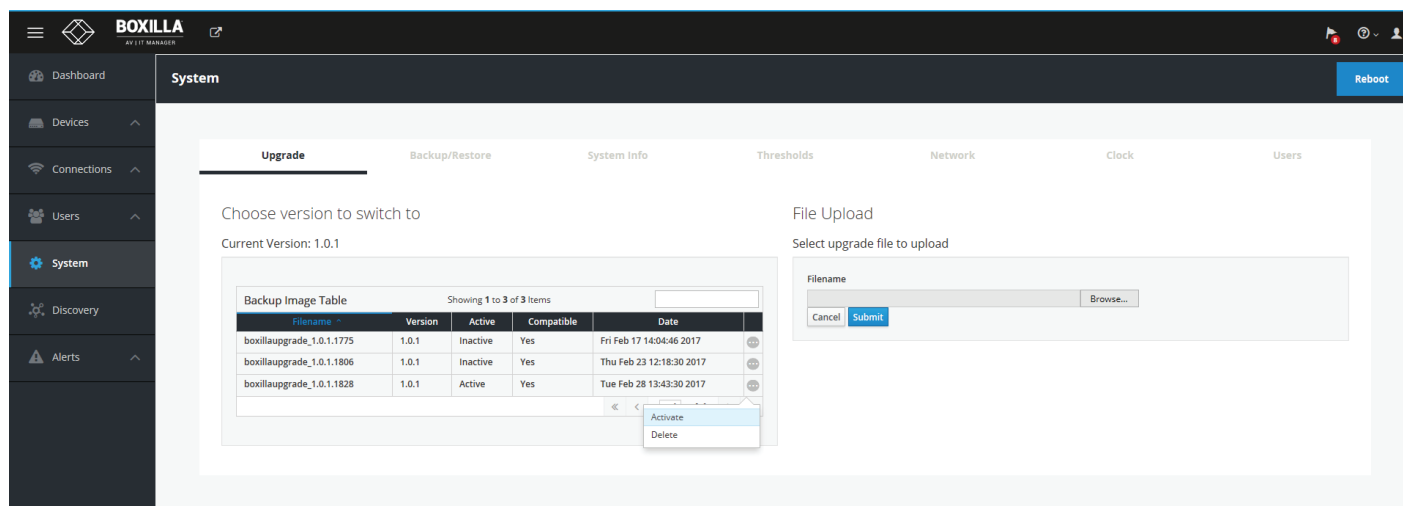 BOXILLA
AV | IT MANAGER
8
Dashboard
Devices
Connections
Users
System
Discovery
Alerts
System
Reboot
Upgrade Backup/Restore System Info Thresholds Network Clock Users
Choose version to switch to
Current Version: 1.0.1
Backup Image Table Showing 1 to 3 of 3 Items
Filename Version Active Compatible Date
boxillaupgrade_1.0.1.1775 1.0.1 Inactive Yes Fri Feb 17 14:04:46 2017
boxillaupgrade_1.0.1.1806 1.0.1 Inactive Yes Thu Feb 23 12:18:30 2017
boxillaupgrade_1.0.1.1828 1.0.1 Active Yes Tue Feb 28 13:43:30 2017
Activate
Delete
File Upload
Select upgrade file to upload
Filename
Browse...
Cancel Submit